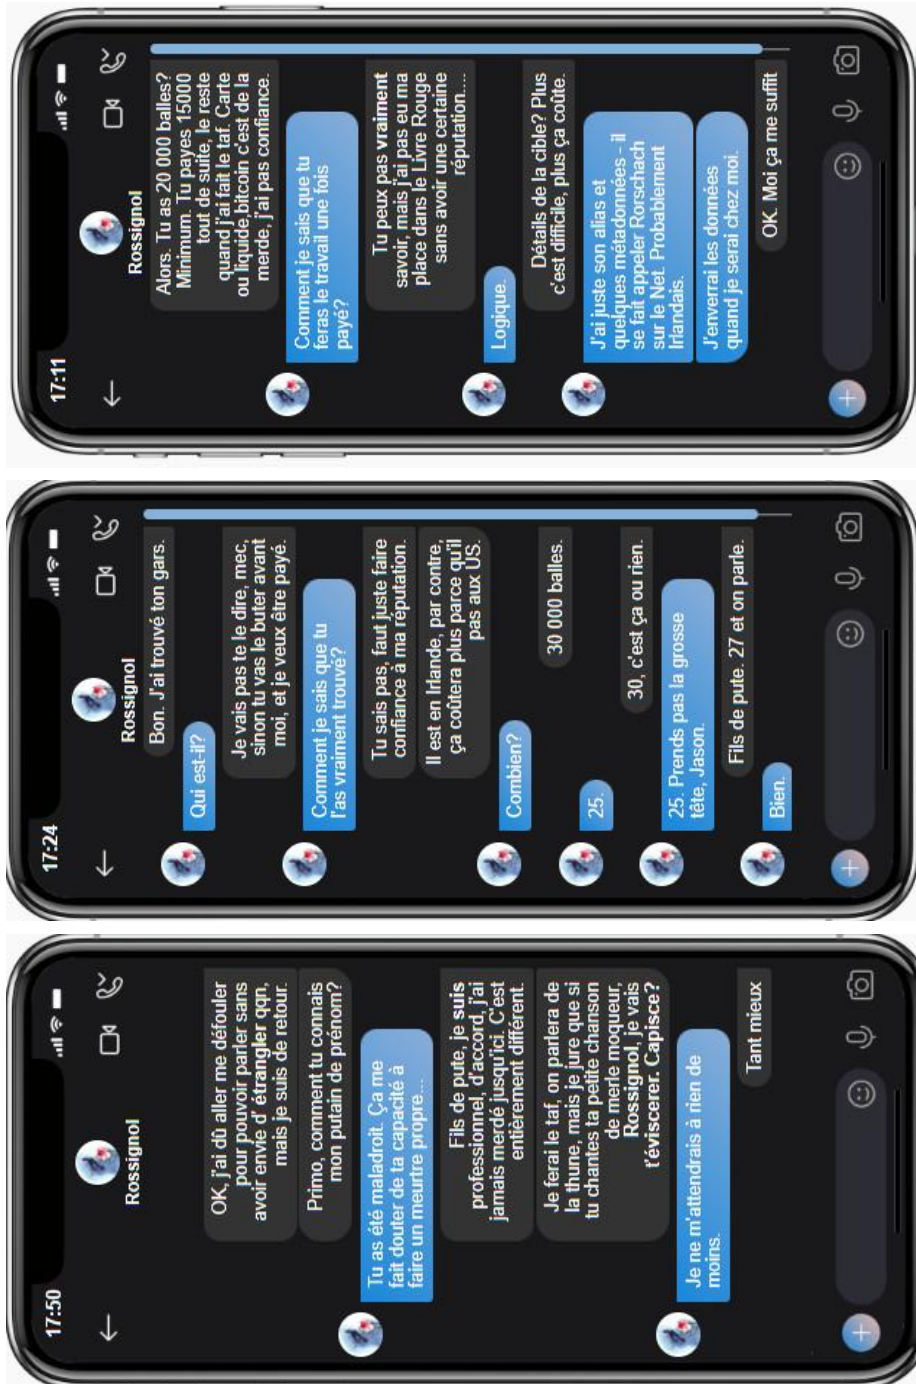 17:11
Rossignol
Alors. Tu as 20 000 balles?
Minimum. Tu payes 15000
tout de suite, le reste
quand j'ai fait le taf. Carte
ou liquide,bitcoin c'est de la
merde, j'ai pas confiance.
Comment je sais que tu
feras le travail une fois
payé?
Tu peux pas vraiment
savoir, mais j'ai pas eu ma
place dans le Livre Rouge
sans avoir une certaine
réputation...
Logique.
Détails de la cible? Plus
c'est difficile, plus ça coûte.
J'ai juste son alias et
quelques métadonnées - il
se fait appeler Rorschach
sur le Net. Probablement
Irlandais.
J'enverrai les données
quand je serai chez moi.
OK. Moi ça me suffit
17:24
Rossignol
Bon. J'ai trouvé ton gars.
Qui est-il?
Je vais pas te le dire, mec,
sinon tu vas le buter avant
moi, et je veux être payé.
Comment je sais que tu
l'as vraiment trouvé?
Tu sais pas, faut juste faire
confiance à ma réputation.
Il est en Irlande, par contre,
ça coûtera plus parce qu'il
pas aux US.
Combien?
30 000 balles.
25.
30, c'est ça ou rien.
25. Prends pas la grosse
tête, Jason.
Fils de pute. 27 et on parle.
Bien.
17:50
Rossignol
OK, j'ai dû aller me défouler
pour pouvoir parler sans
avoir envie d' étrangler qqn,
mais je suis de retour.
Primo, comment tu connais
mon putain de prénom?
Tu as été maladroit. Ça me
fait douter de ta capacité à
faire un meurtre propre...
Fils de pute, je suis
professionnel, d'accord, j'ai
jamais merdé jusqu'ici. C'est
entièrement différent.
Je ferai le taf, on parlera de
la thune, mais je jure que si
tu chantes ta petite chanson
de merle moqueur,
Rossignol, je vais
t'éviscerer. Capisce?
Je ne m'attendrais à rien de
moins.
Tant mieux